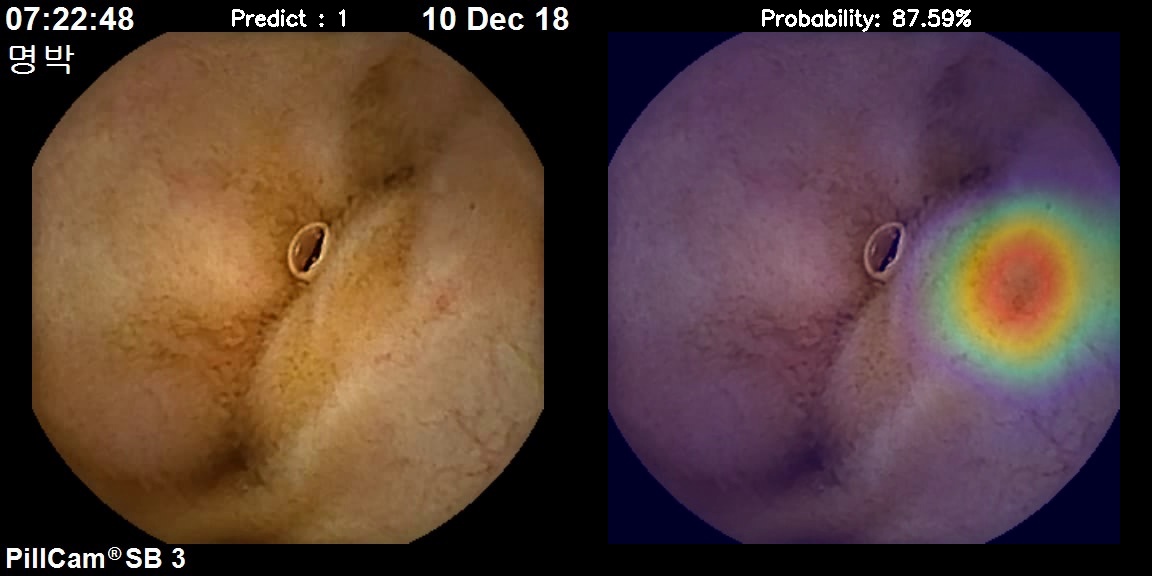 07:22:48
Predict : 1
10 Dec 18
Probability: 87.59%
명박
PillCam® SB 3